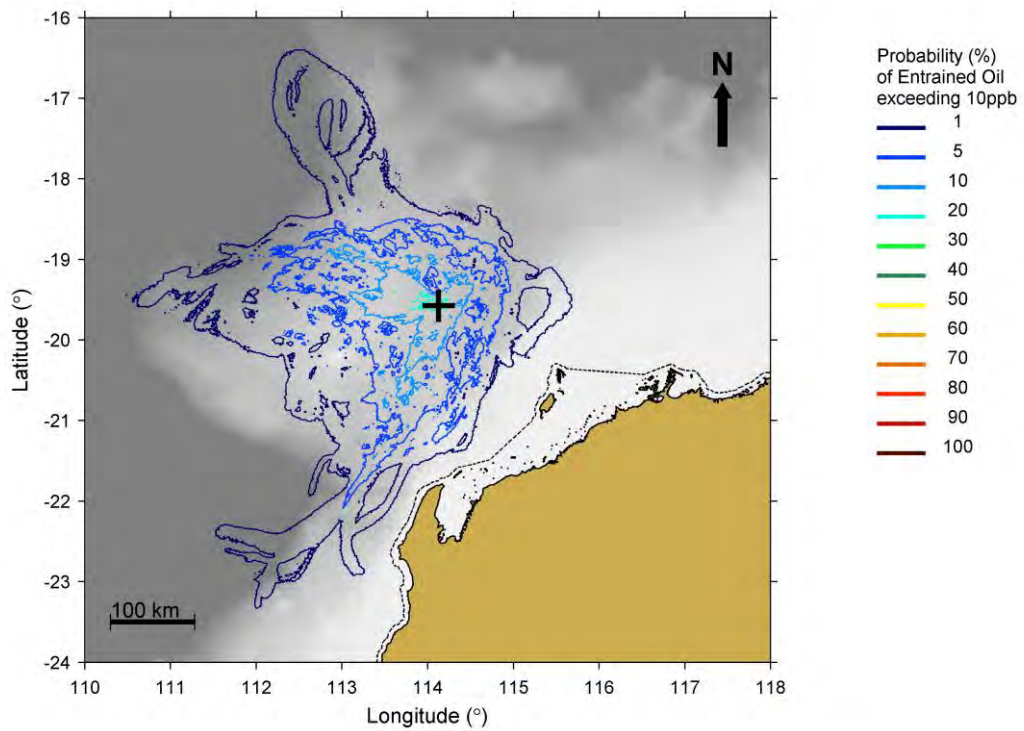 -16
-17
-18
-19
-20
-21
-22
-23
-24
Latitude (°)
110 111 112 113 114 115 116 117 118
Longitude (°)
100 km
N
Probability (%)
of Entrained Oil
exceeding 10ppb
1
5
10
20
30
40
50
60
70
80
90
100